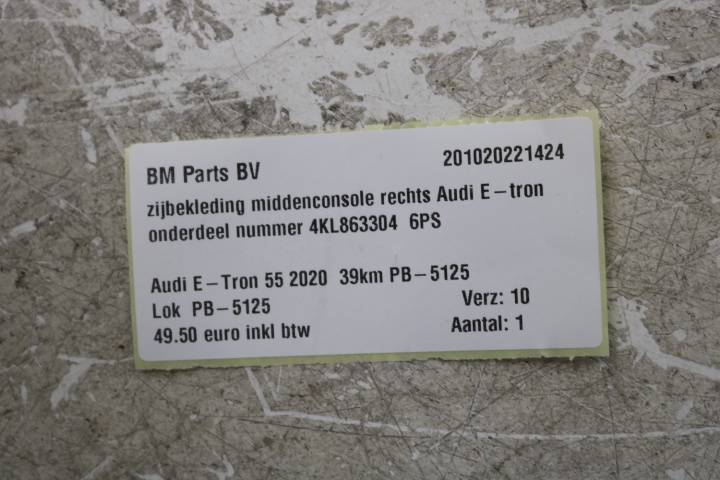 BM Parts BV 201020221424
zijbekleding middenconsole rechts Audi E-tron
onderdeel nummer 4KL863304 6PS
Audi E-Tron 55 2020 39km PB-5125
Lok PB-5125 Verz: 10
49.50 euro inkl btw Aantal: 1